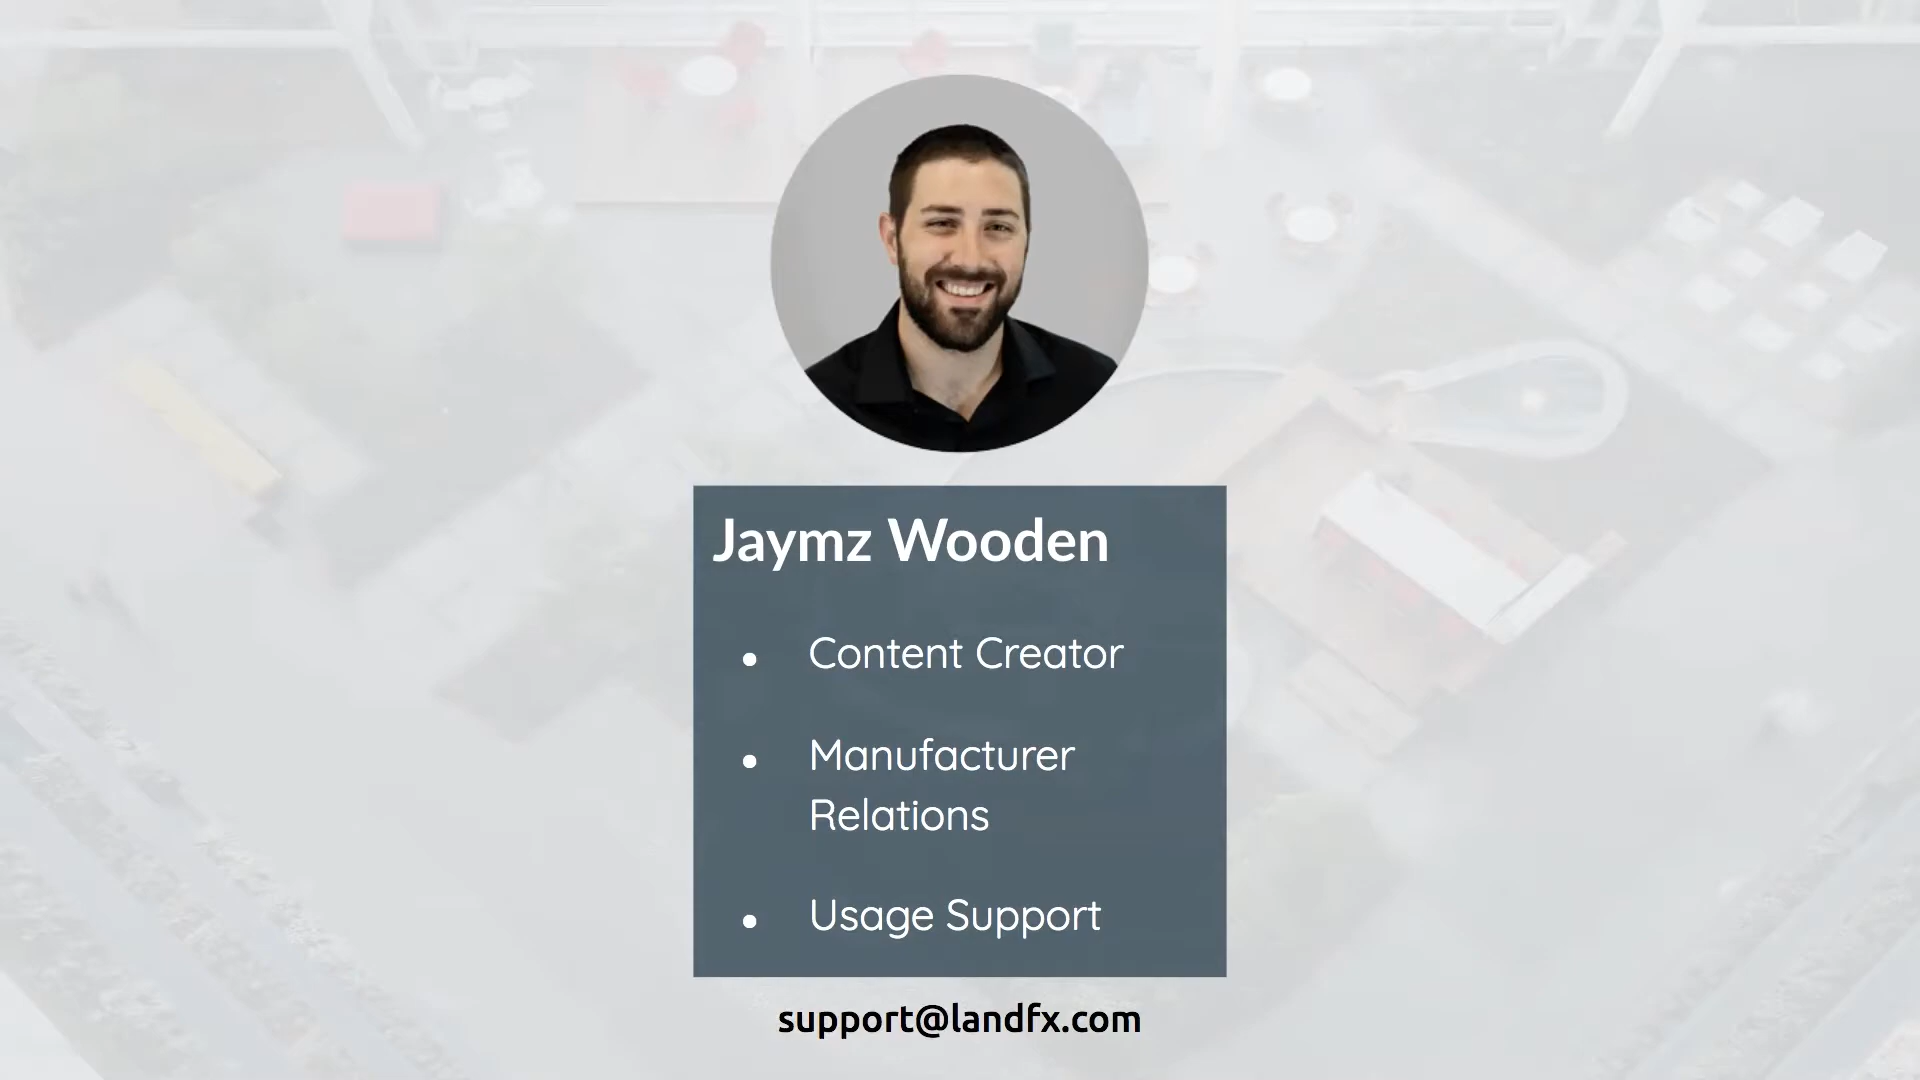 Jaymz Wooden
• Content Creator
• Manufacturer
Relations
• Usage Support
support@landfx.com